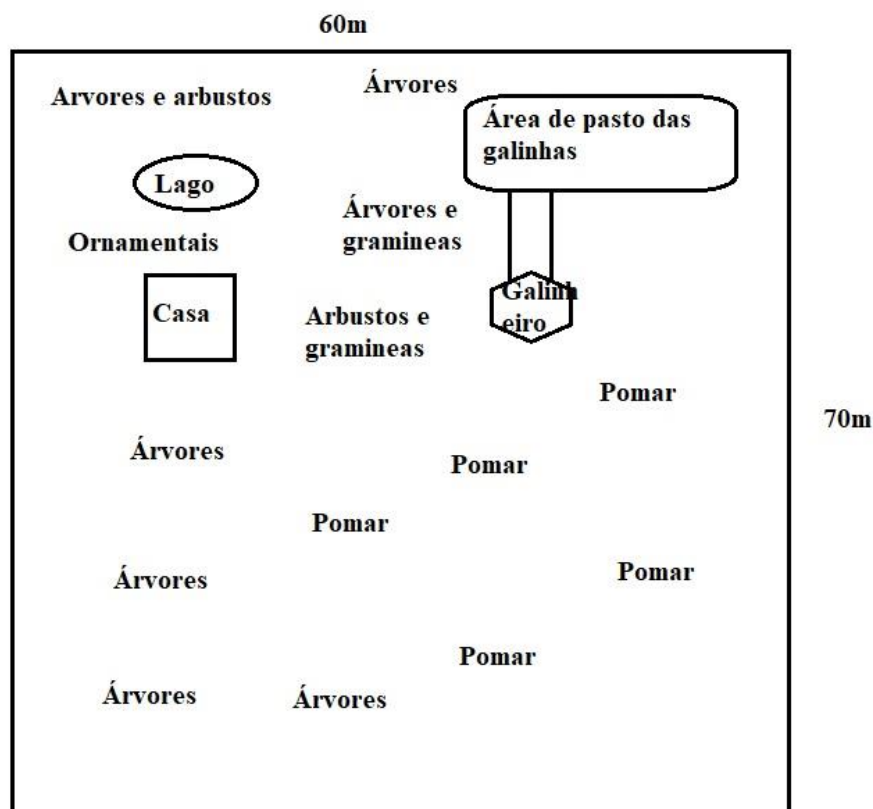 60m
Arvores e arbustos
Árvores
Área de pasto das
galinhas
Lago
Árvores e
gramineas
Ornamentais
Casa
Arbustos e
gramineas
Galinh
eiro
Pomar
70m
Árvores
Pomar
Pomar
Árvores
Pomar
Pomar
Árvores
Árvores